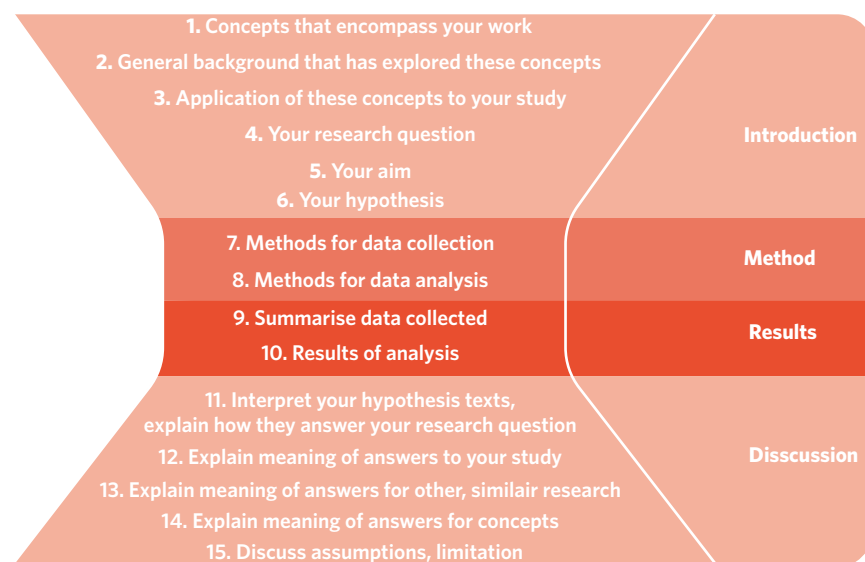 1. Concepts that encompass your work
2. General background that has explored these concepts
3. Application of these concepts to your study
4. Your research question
5. Your aim
6. Your hypothesis
Introduction
7. Methods for data collection
8. Methods for data analysis
Method
9. Summarise data collected
10. Results of analysis
Results
11. Interpret your hypothesis texts,
explain how they answer your research question
12. Explain meaning of answers to your study
13. Explain meaning of answers for other, similair research
14. Explain meaning of answers for concepts
15. Discuss assumptions, limitation
Disscussion